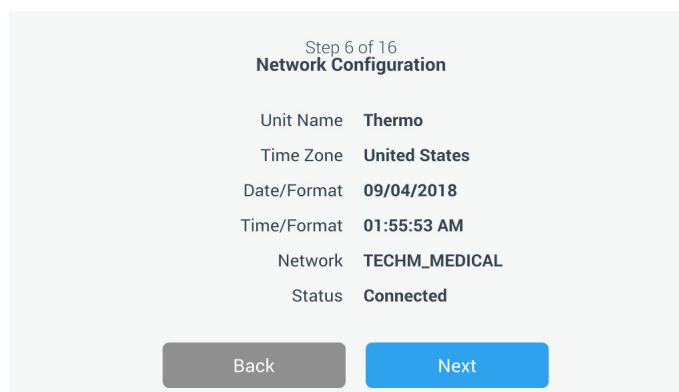 Step 6 of 16
Network Configuration
Unit Name Thermo
Time Zone United States
Date/Format 09/04/2018
Time/Format 01:55:53 AM
Network TECHM_MEDICAL
Status Connected
Back Next